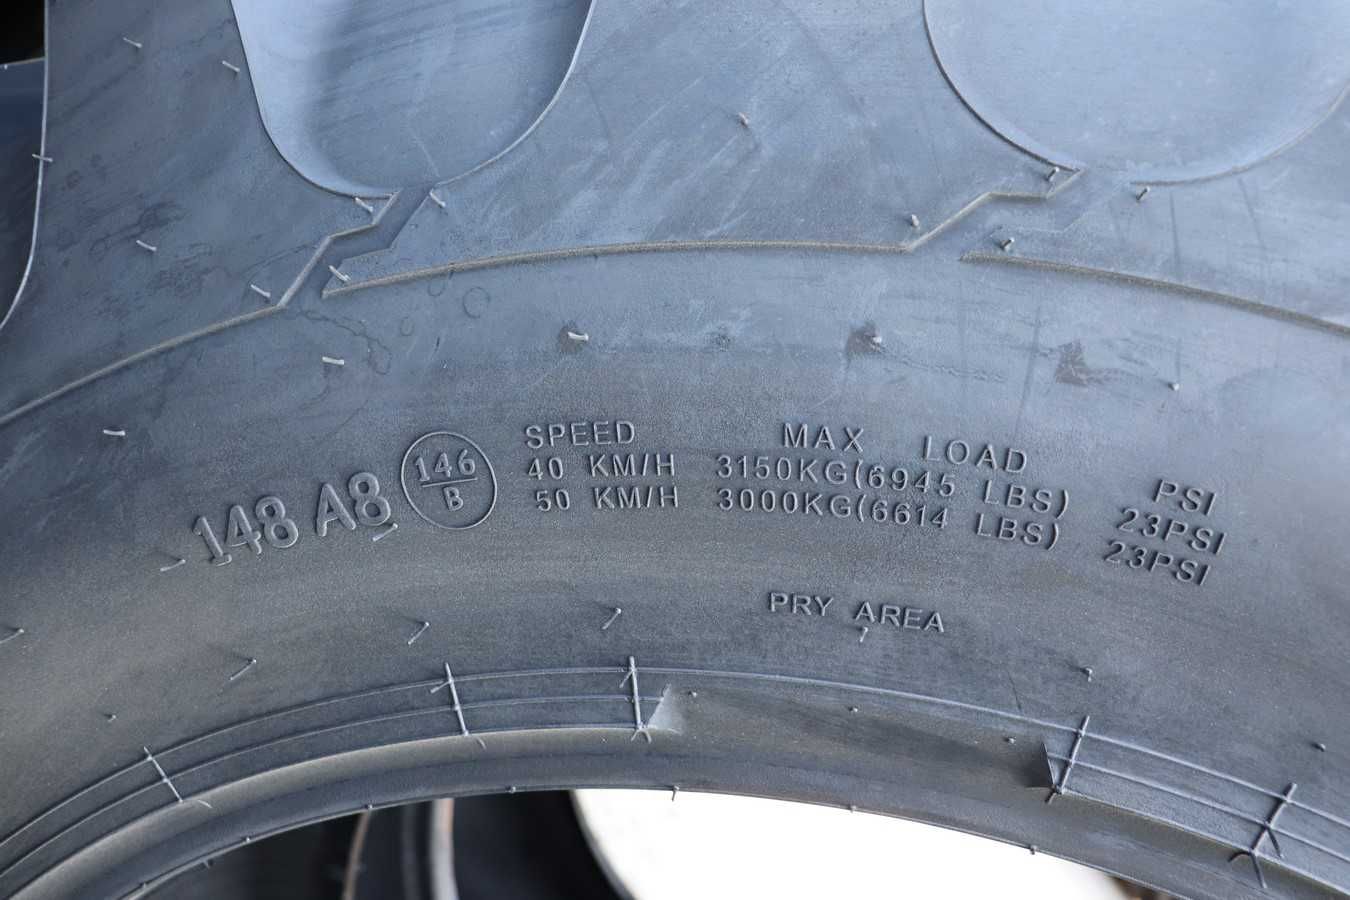 148 A8
146
B
SPEED MAX LOAD PSI
40 KM/H 3150KG(6945 LBS) 23PSI
50 KM/H 3000KG(6614 LBS) 23PSI
PRY AREA